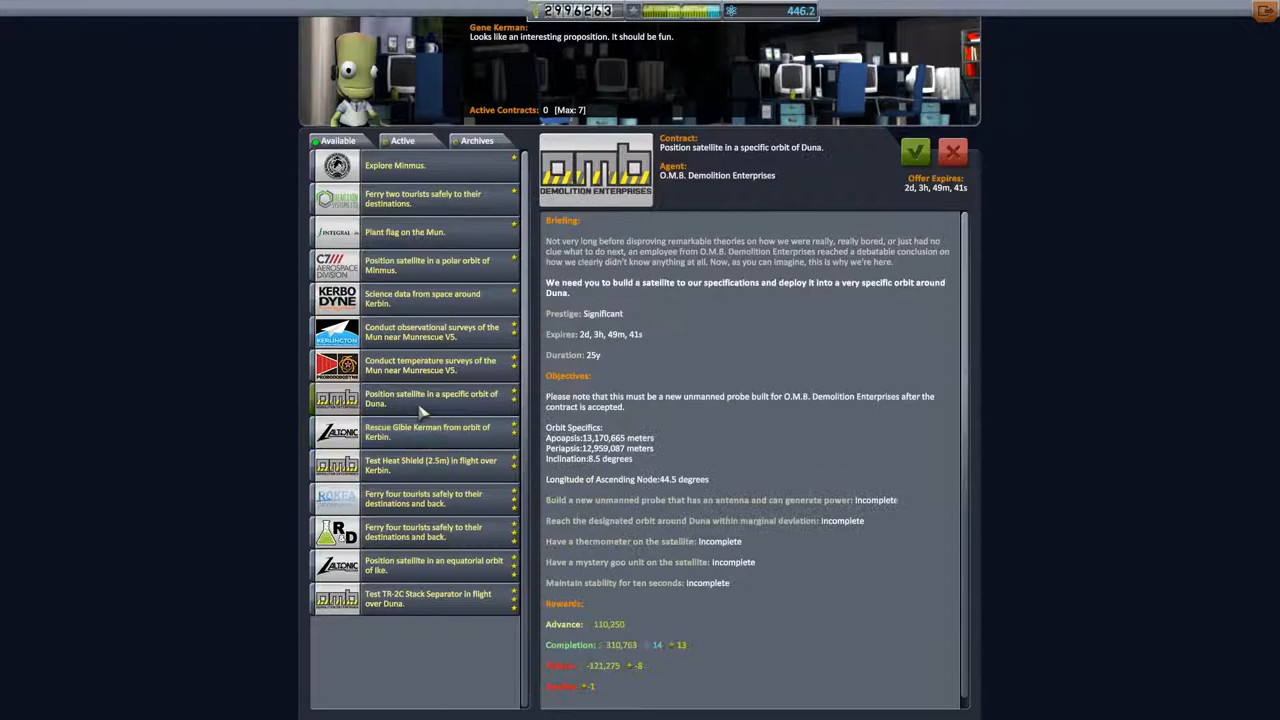 2996263
446.2
Gene Kerman:
Looks like an interesting proposition. It should be fun.
Active Contracts: 0 [Max: 7]
Available
Active
Archives
Explore Minmus.
Ferry two tourists safely to their
destinations.
INTEGRAL
Plant flag on the Mun.
C7
AEROSPACE
DIVISION
Position satellite in a polar orbit of
Minmus.
KERBO
DYNE
Science data from space around
Kerbin.
KERLINGTON
Conduct observational surveys of the
Mun near Munrescue V5.
PROBODOBODYNE
Conduct temperature surveys of the
Mun near Munrescue V5.
omb
Position satellite in a specific orbit of
Duna.
ZALTONIC
Rescue Gible Kerman from orbit of
Kerbin.
omb
Test Heat Shield (2.5m) in flight over
Kerbin.
ROKEA
Ferry four tourists safely to their
destinations and back.
R&D
Ferry four tourists safely to their
destinations and back.
ZALTONIC
Position satellite in an equatorial orbit
of Ike.
omb
Test TR-2C Stack Separator in flight
over Duna.
omb
DEMOLITION ENTERPRISES
Contract:
Position satellite in a specific orbit of Duna.
Agent:
O.M.B. Demolition Enterprises
Offer Expires:
2d, 3h, 49m, 41s
Briefing:
Not very long before disproving remarkable theories on how we were really, really bored, or just had no
clue what to do next, an employee from O.M.B. Demolition Enterprises reached a debatable conclusion on
how we clearly didn't know anything at all. Now, as you can imagine, this is why we're here.
We need you to build a satellite to our specifications and deploy it into a very specific orbit around
Duna.
Prestige: Significant
Expires: 2d, 3h, 49m, 41s
Duration: 25y
Objectives:
Please note that this must be a new unmanned probe built for O.M.B. Demolition Enterprises after the
contract is accepted.
Orbit Specifics:
Apoapsis:13,170,665 meters
Periapsis:12,959,087 meters
Inclination:8.5 degrees
Longitude of Ascending Node:44.5 degrees
Build a new unmanned probe that has an antenna and can generate power: Incomplete
Reach the designated orbit around Duna within marginal deviation: Incomplete
Have a thermometer on the satellite: Incomplete
Have a mystery goo unit on the satellite: Incomplete
Maintain stability for ten seconds: Incomplete
Rewards:
Advance: 110,250
Completion: 310,763 14 13
-121,275 -8
-1